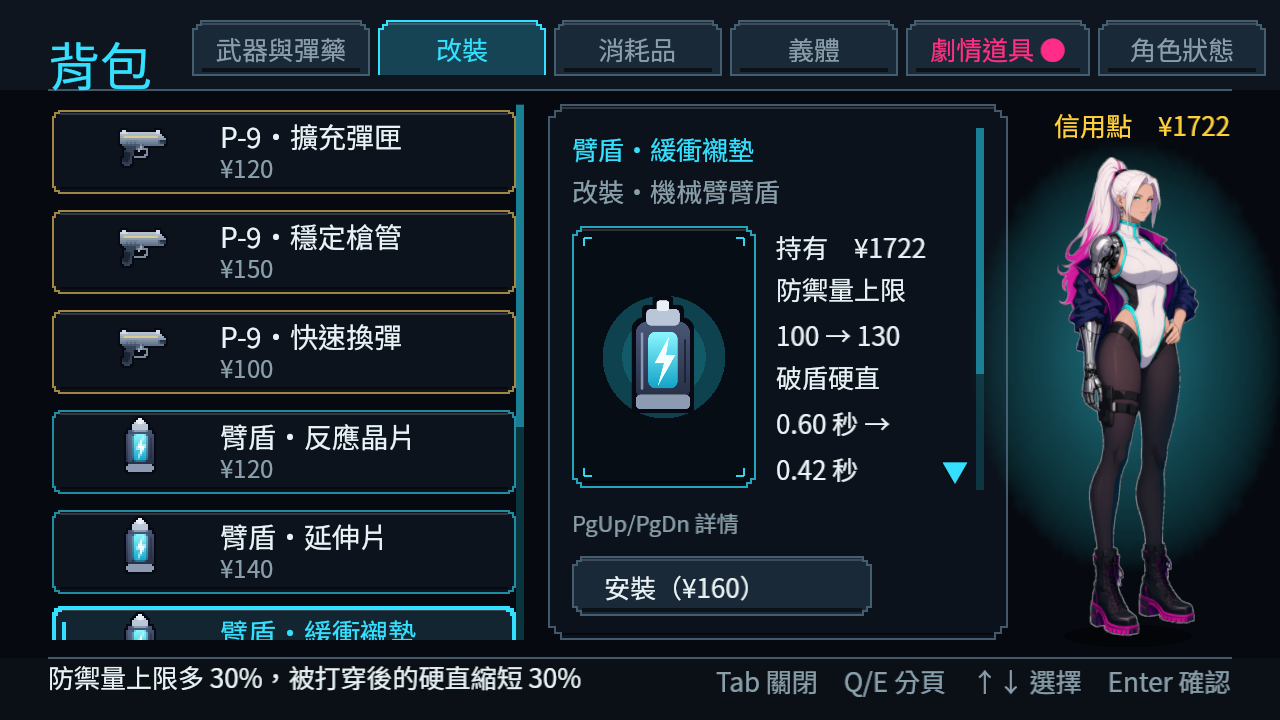 背包
武器與彈藥
改裝
消耗品
義體
劇情道具
角色狀態
P-9・擴充彈匣
¥120
P-9・穩定槍管
¥150
P-9・快速換彈
¥100
臂盾・反應晶片
¥120
臂盾・延伸片
¥140
臂盾・緩衝襯墊
臂盾・緩衝襯墊
改裝・機械臂臂盾
持有 ¥1722
防禦量上限
100 → 130
破盾硬直
0.60 秒 →
0.42 秒
PgUp/PgDn 詳情
安裝（¥160）
信用點 ¥1722
防禦量上限多 30%，被打穿後的硬直縮短 30%
Tab 關閉 Q/E 分頁 ↑↓ 選擇 Enter 確認